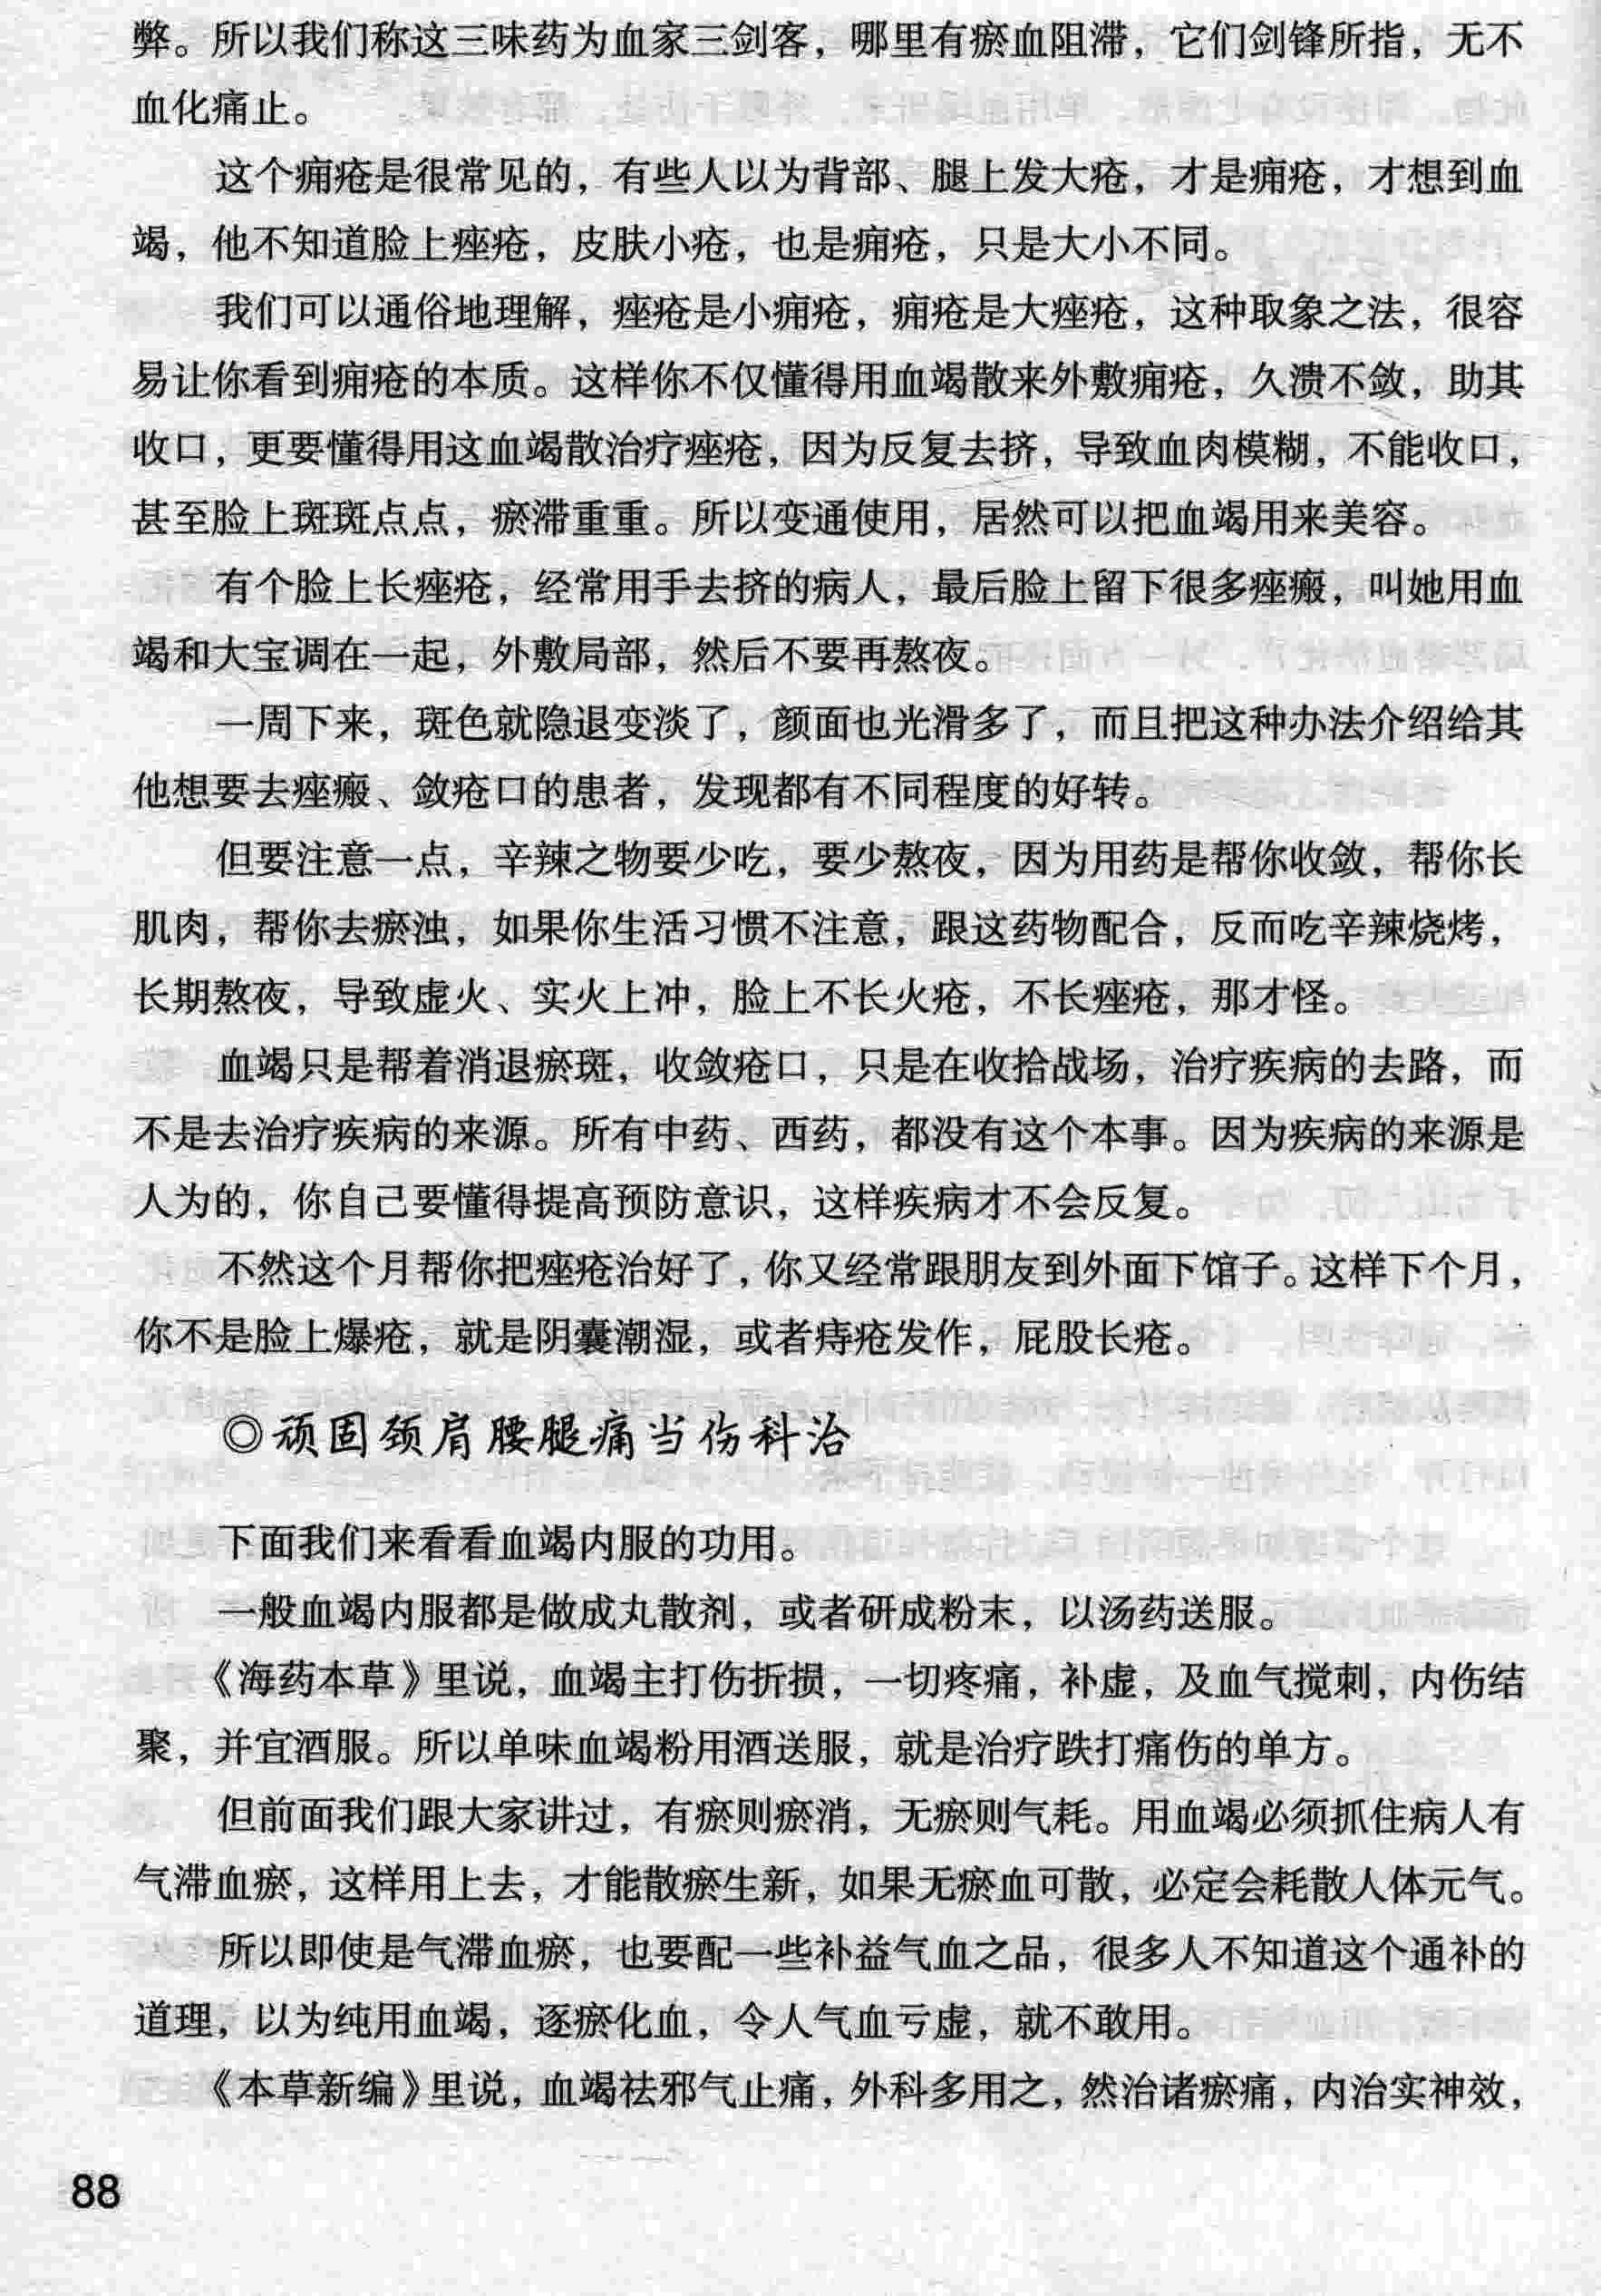 弊。所以我们称这三味药为血家三剑客，哪里有瘀血阻滞，它们剑锋所指，无不
血化痛止。
这个痈疮是很常见的，有些人以为背部、腿上发大疮，才是痈疮，才想到血
竭，他不知道脸上痤疮，皮肤小疮，也是痈疮，只是大小不同。
我们可以通俗地理解，痤疮是小痈疮，痈疮是大痤疮，这种取象之法，很容
易让你看到痈疮的本质。这样你不仅懂得用血竭散来外敷痈疮，久溃不敛，助其
收口，更要懂得用这血竭散治疗痤疮，因为反复去挤，导致血肉模糊，不能收口，
甚至脸上斑斑点点，瘀滞重重。所以变通使用，居然可以把血竭用来美容。
有个脸上长痤疮，经常用手去挤的病人，最后脸上留下很多痤瘢，叫她用血
竭和大宝调在一起，外敷局部，然后不要再熬夜。
一周下来，斑色就隐退变淡了，颜面也光滑多了，而且把这种办法介绍给其
他想要去痤瘢、敛疮口的患者，发现都有不同程度的好转。
但要注意一点，辛辣之物要少吃，要少熬夜，因为用药是帮你收敛，帮你长
肌肉，帮你去瘀浊，如果你生活习惯不注意，跟这药物配合，反而吃辛辣烧烤，
长期熬夜，导致虚火、实火上冲，脸上不长火疮，不长痤疮，那才怪。
血竭只是帮着消退瘀斑，收敛疮口，只是在收拾战场，治疗疾病的去路，而
不是去治疗疾病的来源。所有中药、西药，都没有这个本事。因为疾病的来源是
人为的，你自己要懂得提高预防意识，这样疾病才不会反复。
不然这个月帮你把痤疮治好了，你又经常跟朋友到外面下馆子。这样下个月，
你不是脸上爆疮，就是阴囊潮湿，或者痔疮发作，屁股长疮。
◎顽固颈肩腰腿痛当伤科治
下面我们来看看血竭内服的功用。
一般血竭内服都是做成丸散剂，或者研成粉末，以汤药送服。
《海药本草》里说，血竭主打伤折损，一切疼痛，补虚，及血气搅刺，内伤结
聚，并宜酒服。所以单味血竭粉用酒送服，就是治疗跌打痛伤的单方。
但前面我们跟大家讲过，有瘀则瘀消，无瘀则气耗。用血竭必须抓住病人有
气滞血瘀，这样用上去，才能散瘀生新，如果无瘀血可散，必定会耗散人体元气。
所以即使是气滞血瘀，也要配一些补益气血之品，很多人不知道这个通补的
道理，以为纯用血竭，逐瘀化血，令人气血亏虚，就不敢用。
《本草新编》里说，血竭祛邪气止痛，外科多用之，然治诸瘀痛，内治实神效，
88